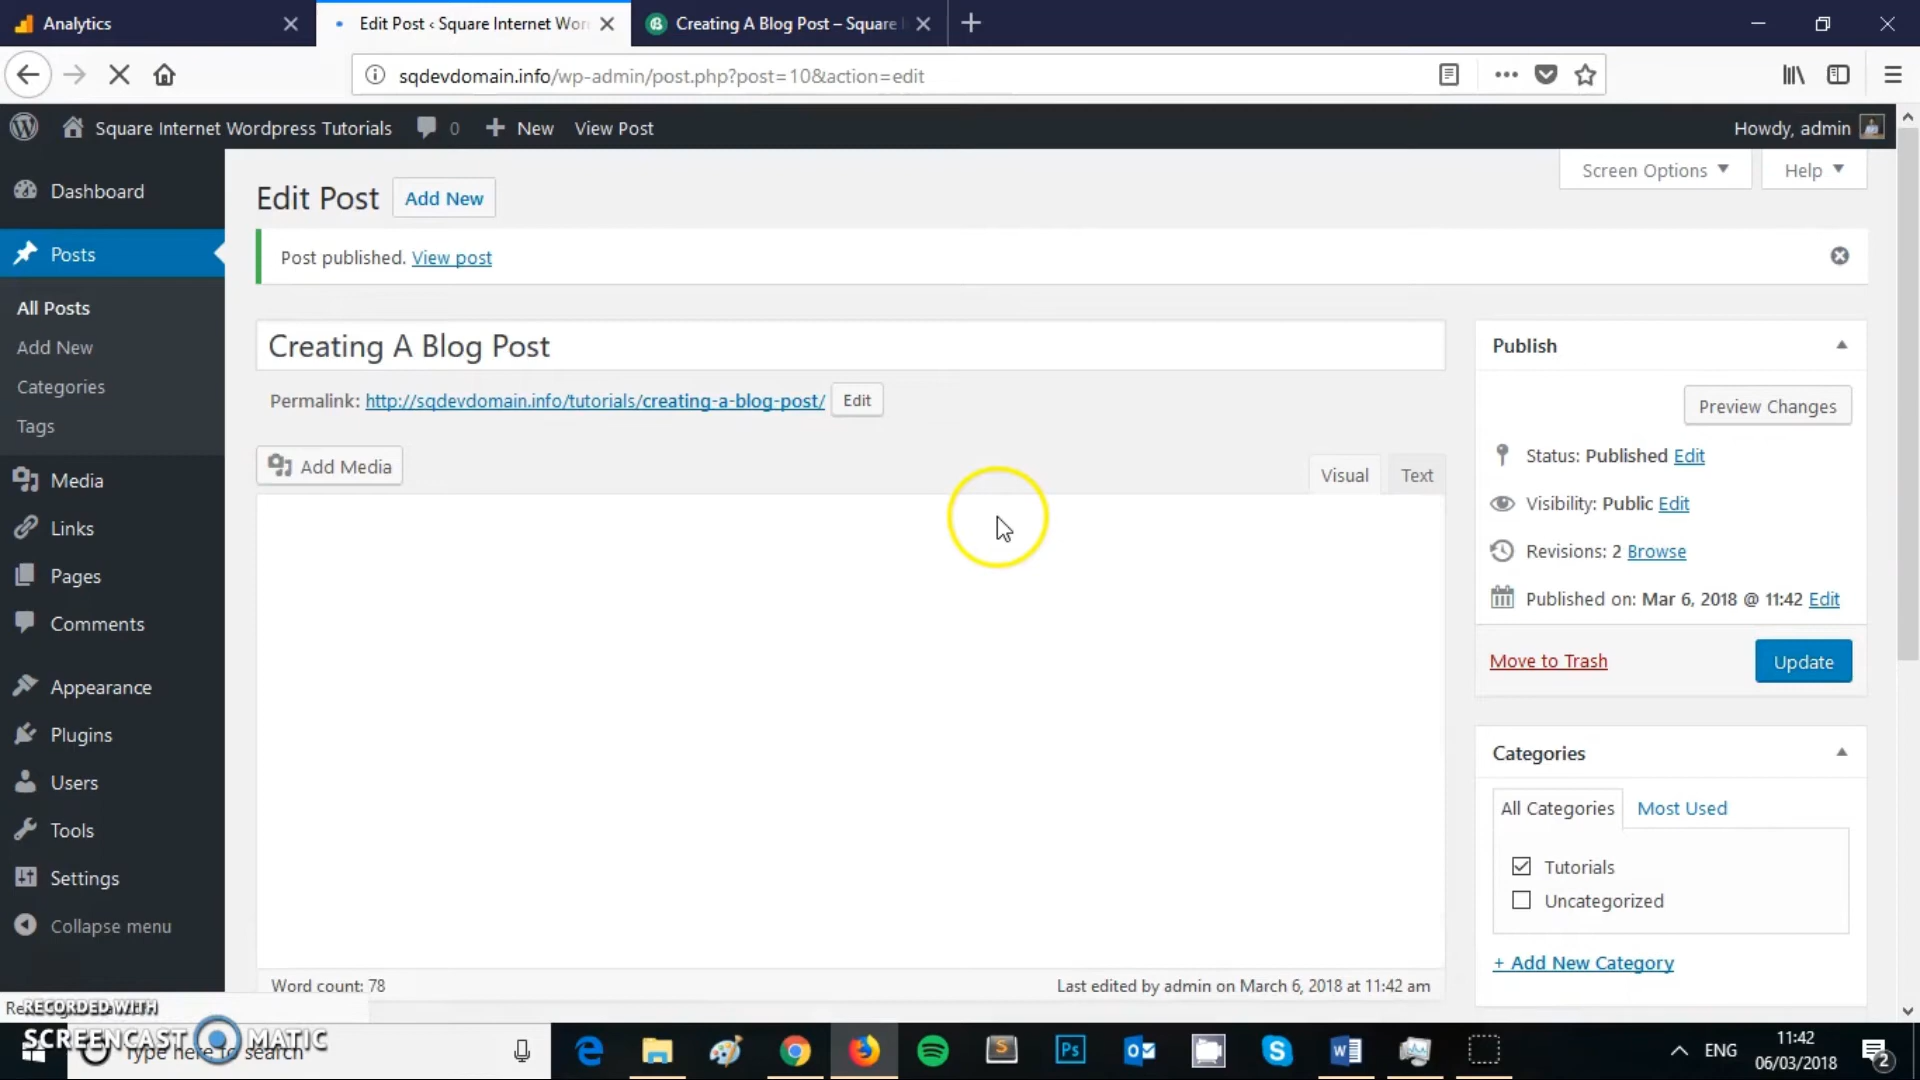 Analytics
Edit Post ‹ Square Internet Wor
Creating A Blog Post – Square
sqdevdomain.info/wp-admin/post.php?post=10&action=edit
Square Internet Wordpress Tutorials
0
New
View Post
Howdy, admin
Screen Options
Help
Dashboard
Posts
All Posts
Add New
Categories
Tags
Media
Links
Pages
Comments
Appearance
Plugins
Users
Tools
Settings
Collapse menu
Edit Post
Add New
Post published. View post
Creating A Blog Post
Permalink: http://sqdevdomain.info/tutorials/creating-a-blog-post/
Edit
Add Media
Visual
Text
Word count: 78
Last edited by admin on March 6, 2018 at 11:42 am
Publish
Preview Changes
Status: Published Edit
Visibility: Public Edit
Revisions: 2 Browse
Published on: Mar 6, 2018 @ 11:42 Edit
Move to Trash
Update
Categories
All Categories
Most Used
Tutorials
Uncategorized
+ Add New Category
RECORDED WITH
SCREENCAST MATIC
Type here to search
S
Ps
ENG
11:42
06/03/2018
2